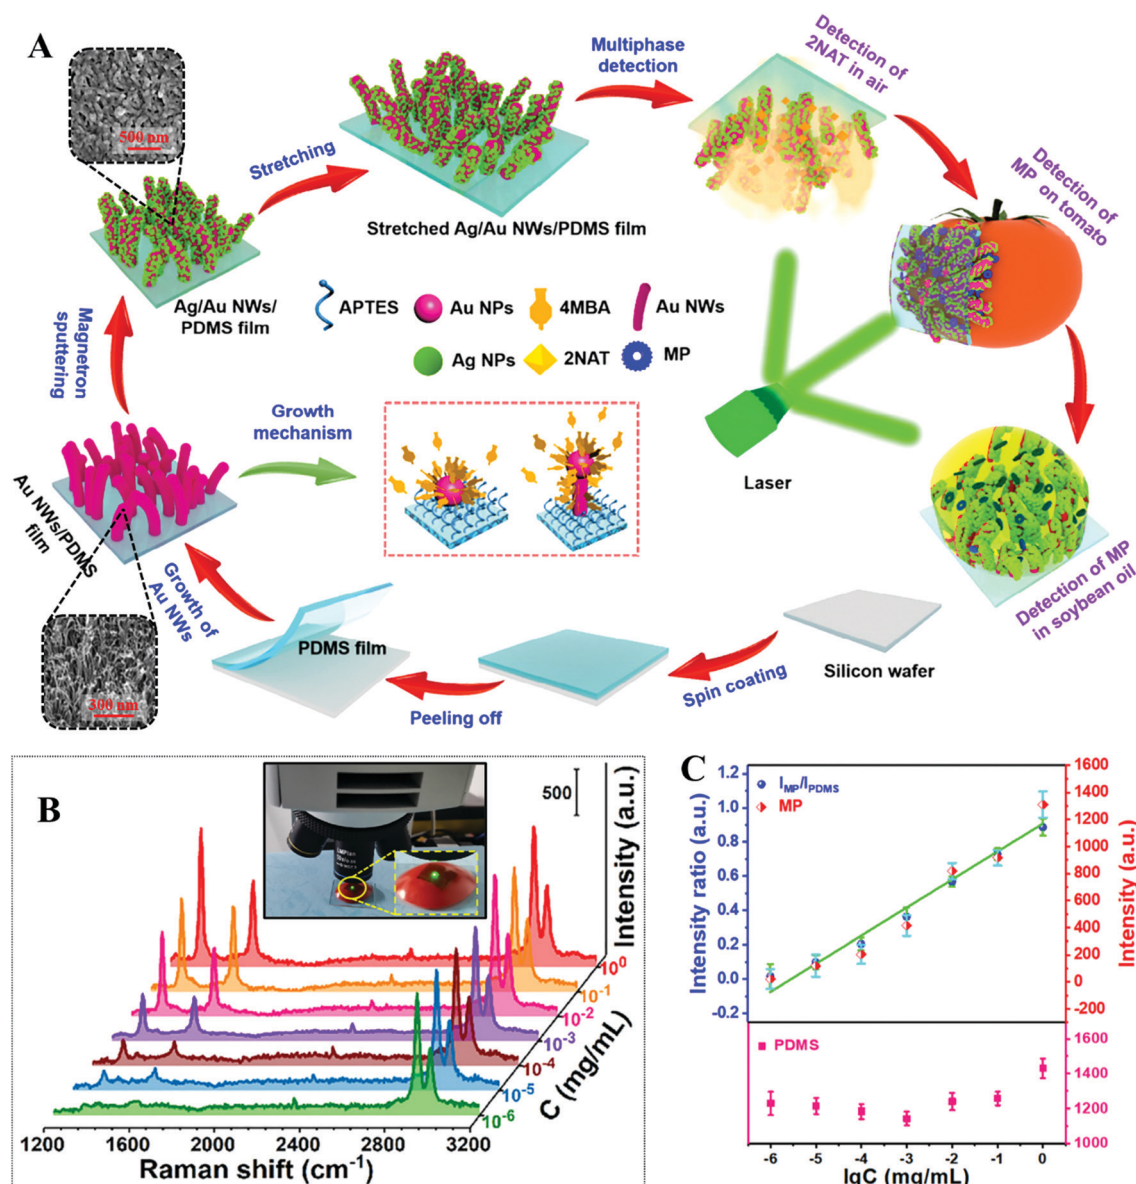 A
500 nm
Stretching
Stretched Ag/Au NWs/PDMS film
Multiphase
detection
Detection of
2NAT in air
Detection of
MP on tomato
Ag/Au NWs/
PDMS film
APTES
Au NPs
4MBA
Au NWs
Ag NPs
2NAT
MP
Magnetron
sputtering
Growth
mechanism
Laser
Au NWs/PDMS
film
300 nm
Growth of
Au NWs
PDMS film
Peeling off
Spin coating
Silicon wafer
Detection of MP
in soybean oil
B
500
Intensity (a.u.)
10⁰
10⁻¹
10⁻²
10⁻³
10⁻⁴
10⁻⁵
10⁻⁶
C (mg/mL)
1200 1600 2000 2400 2800 3200
Raman shift (cm⁻¹)
C
I_MP/I_PDMS
MP
1.2
1.0
0.8
0.6
0.4
0.2
0.0
-0.2
Intensity ratio (a.u.)
1600
1400
1200
1000
800
600
400
200
0
-200
Intensity (a.u.)
PDMS
1600
1400
1200
1000
-6 -5 -4 -3 -2 -1 0
lgC (mg/mL)